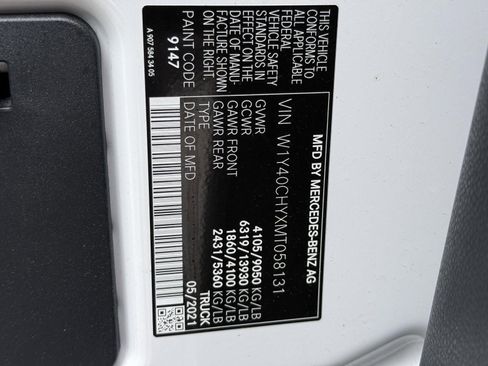 MFD BY MERCEDES-BENZ AG
VIN W1Y40CHYXMT058131
GVWR 4105/9050 KG/LB
GCWR 6319/13930 KG/LB
GAWR FRONT 1860/4100 KG/LB
GAWR REAR 2431/5360 KG/LB
TYPE TRUCK
DATE OF MFD 05/2021
THIS VEHICLE
CONFORMS TO
ALL APPLICABLE
FEDERAL
VEHICLE SAFETY
STANDARDS IN
EFFECT ON THE
DATE OF MANU-
FACTURE SHOWN
ON THE RIGHT.
PAINT CODE
9147
A 907 584 34 05